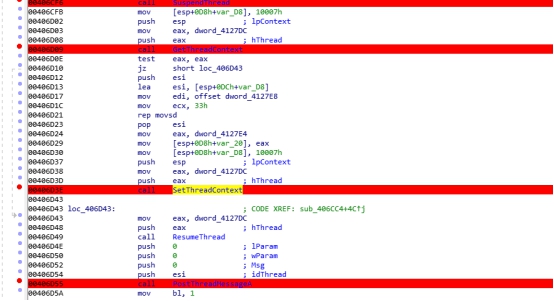 00406CF6 call SuspendThread
00406CFB mov [esp+0D8h+var_D8], 10007h
00406D02 push esp ; lpContext
00406D03 mov eax, dword_4127DC
00406D08 push eax ; hThread
00406D09 call GetThreadContext
00406D0E test eax, eax
00406D10 jz short loc_406D43
00406D12 push esi
00406D13 lea esi, [esp+0DCh+var_D8]
00406D17 mov edi, offset dword_4127E8
00406D1C mov ecx, 33h
00406D21 rep movsd
00406D23 pop esi
00406D24 mov eax, dword_4127E4
00406D29 mov [esp+0D8h+var_20], eax
00406D30 mov [esp+0D8h+var_D8], 10007h
00406D37 push esp ; lpContext
00406D38 mov eax, dword_4127DC
00406D3D push eax ; hThread
00406D3E call SetThreadContext
00406D43
00406D43 loc_406D43: ; CODE XREF: sub_406CC4+4C↑j
00406D43 mov eax, dword_4127DC
00406D48 push eax ; hThread
00406D49 call ResumeThread
00406D4E push 0 ; lParam
00406D50 push 0 ; wParam
00406D52 push 0 ; Msg
00406D54 push esi ; idThread
00406D55 call PostThreadMessageA
00406D5A mov bl, 1